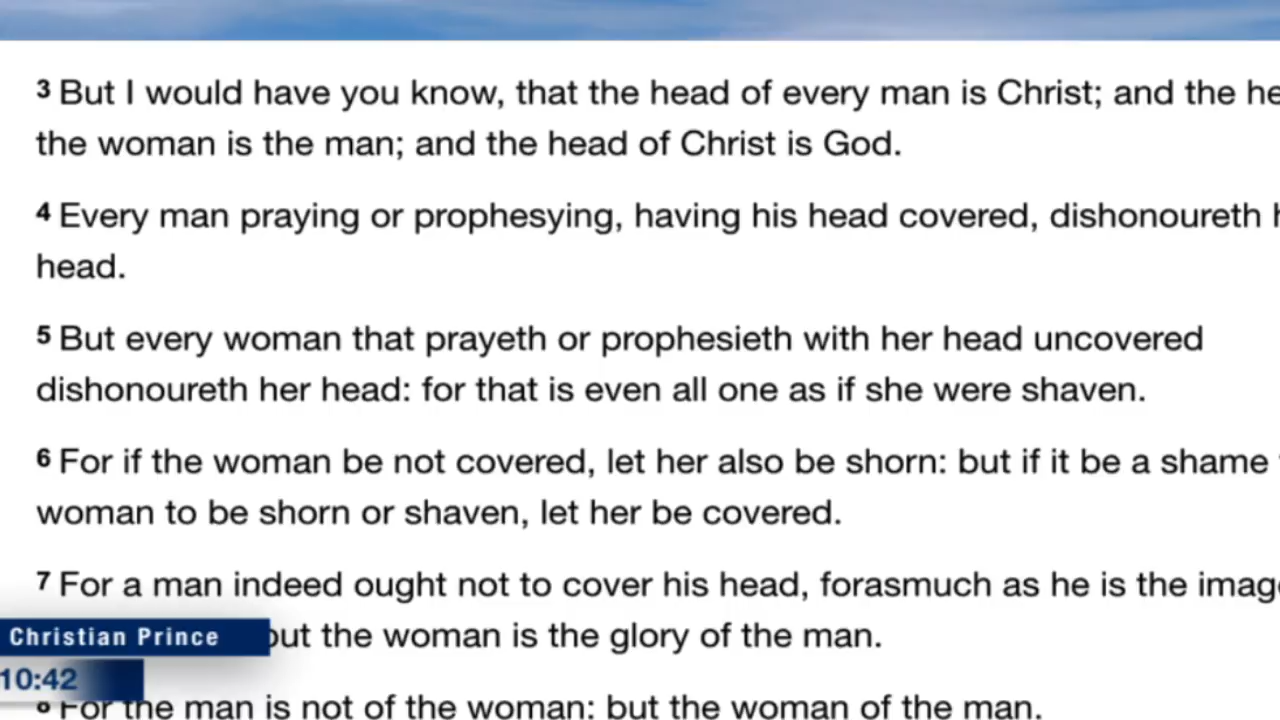 3 But I would have you know, that the head of every man is Christ; and the
the woman is the man; and the head of Christ is God.
4 Every man praying or prophesying, having his head covered, dishonoureth
head.
5 But every woman that prayeth or prophesieth with her head uncovered
dishonoureth her head: for that is even all one as if she were shaven.
6 For if the woman be not covered, let her also be shorn: but if it be a shame
woman to be shorn or shaven, let her be covered.
7 For a man indeed ought not to cover his head, forasmuch as he is the
Christian Prince
but the woman is the glory of the man.
10:42
8 For the man is not of the woman: but the woman of the man.